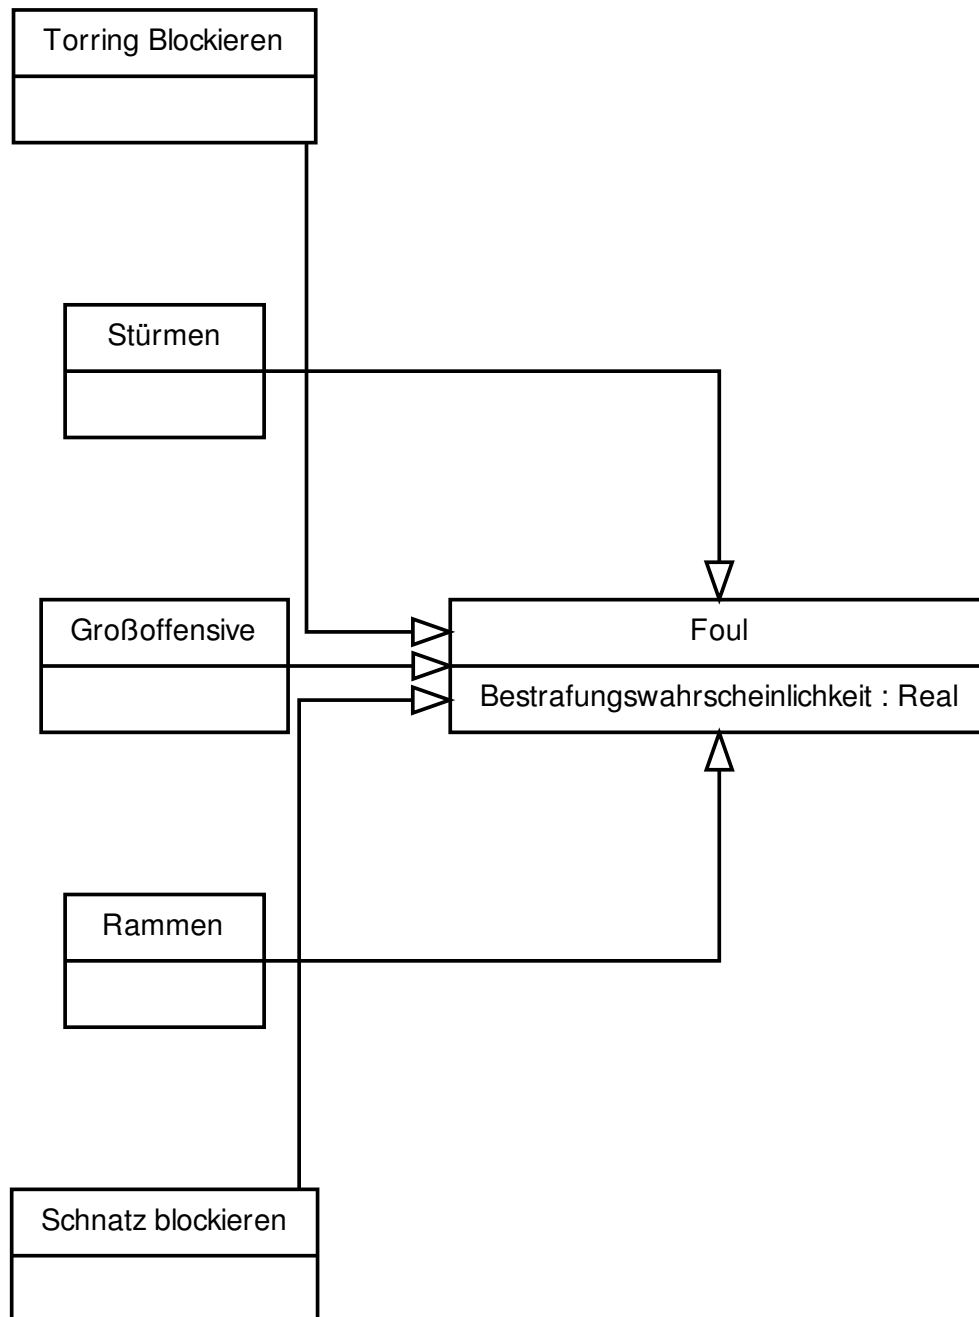 Torring Blockieren
Stürmen
Großoffensive
Foul
Bestrafungswahrscheinlichkeit : Real
Rammen
Schnatz blockieren